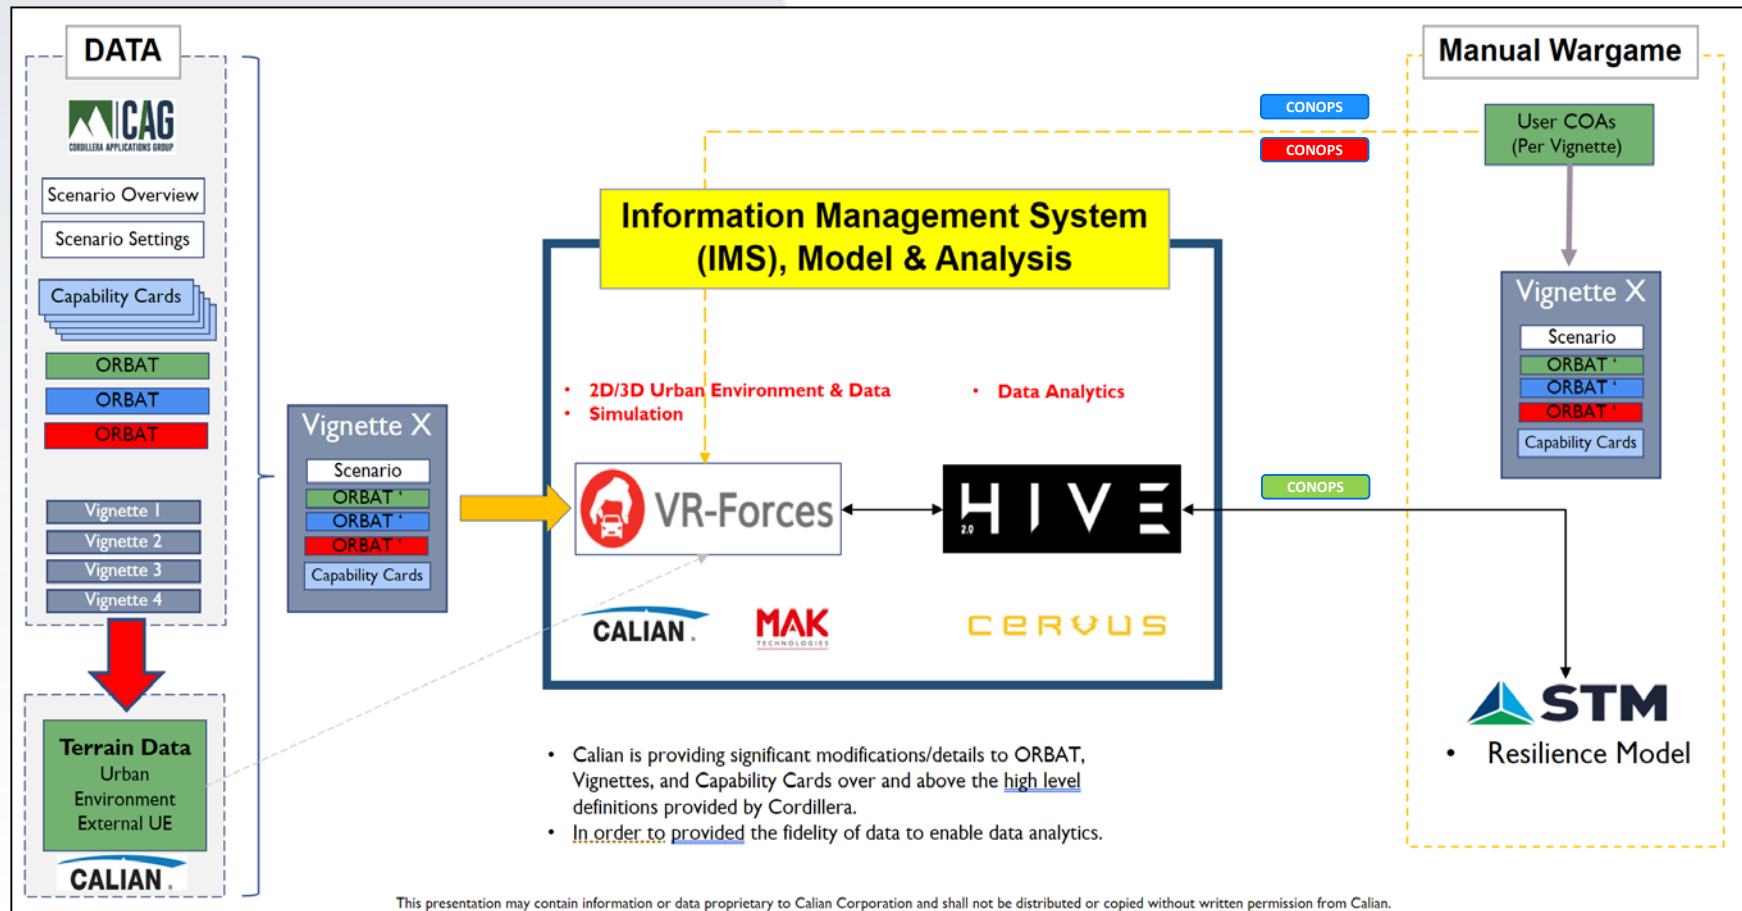 DATA
CAG
CORDILLERA APPLICATIONS GROUP
Scenario Overview
Scenario Settings
Capability Cards
ORBAT
ORBAT
ORBAT
Vignette 1
Vignette 2
Vignette 3
Vignette 4
Terrain Data
Urban
Environment
External UE
CALIAN
Vignette X
Scenario
ORBAT ‘
ORBAT ‘
ORBAT ‘
Capability Cards
Information Management System
(IMS), Model & Analysis
• 2D/3D Urban Environment & Data
• Simulation
• Data Analytics
VR-Forces
HIVE
2.0
CALIAN
MAK
TECHNOLOGIES
CERVUS
• Calian is providing significant modifications/details to ORBAT,
Vignettes, and Capability Cards over and above the high level
definitions provided by Cordillera.
• In order to provided the fidelity of data to enable data analytics.
CONOPS
CONOPS
CONOPS
Manual Wargame
User COAs
(Per Vignette)
Vignette X
Scenario
ORBAT ‘
ORBAT ‘
ORBAT ‘
Capability Cards
STM
• Resilience Model
This presentation may contain information or data proprietary to Calian Corporation and shall not be distributed or copied without written permission from Calian.